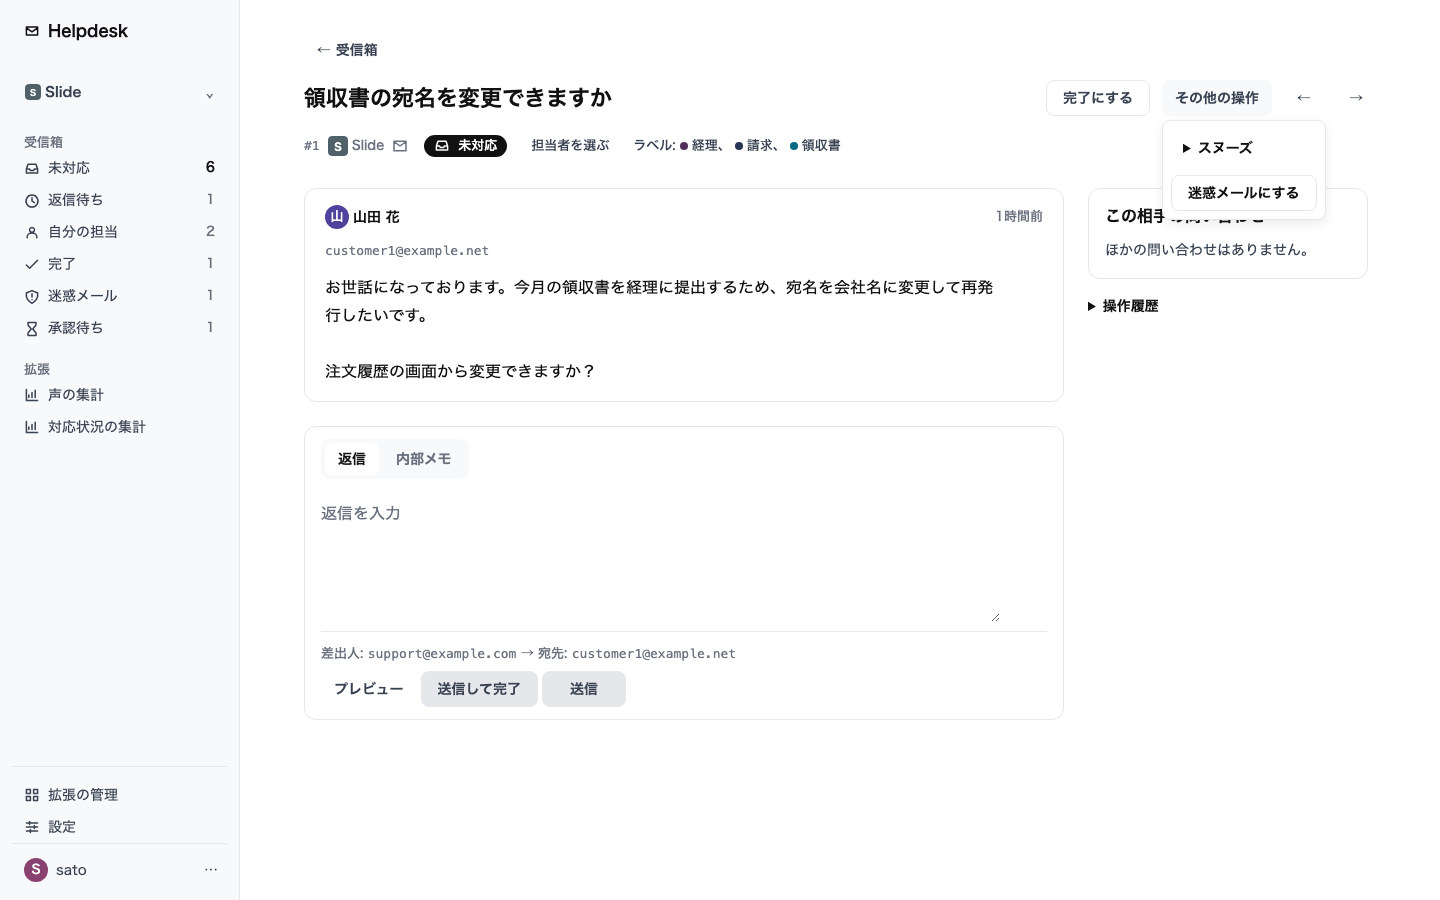 Helpdesk
S Slide
受信箱
未対応 6
返信待ち 1
自分の担当 2
完了 1
迷惑メール 1
承認待ち 1
拡張
声の集計
対応状況の集計
拡張の管理
設定
S sato …
← 受信箱
領収書の宛名を変更できますか
完了にする その他の操作 ← →
#1 S Slide 未対応 担当者を選ぶ ラベル: 経理、 請求、 領収書
▶ スヌーズ
迷惑メールにする
山 山田 花 1時間前
customer1@example.net
お世話になっております。今月の領収書を経理に提出するため、宛名を会社名に変更して再発
行したいです。
注文履歴の画面から変更できますか？
この相手
ほかの問い合わせはありません。
▶ 操作履歴
返信 内部メモ
返信を入力
差出人: support@example.com → 宛先: customer1@example.net
プレビュー 送信して完了 送信